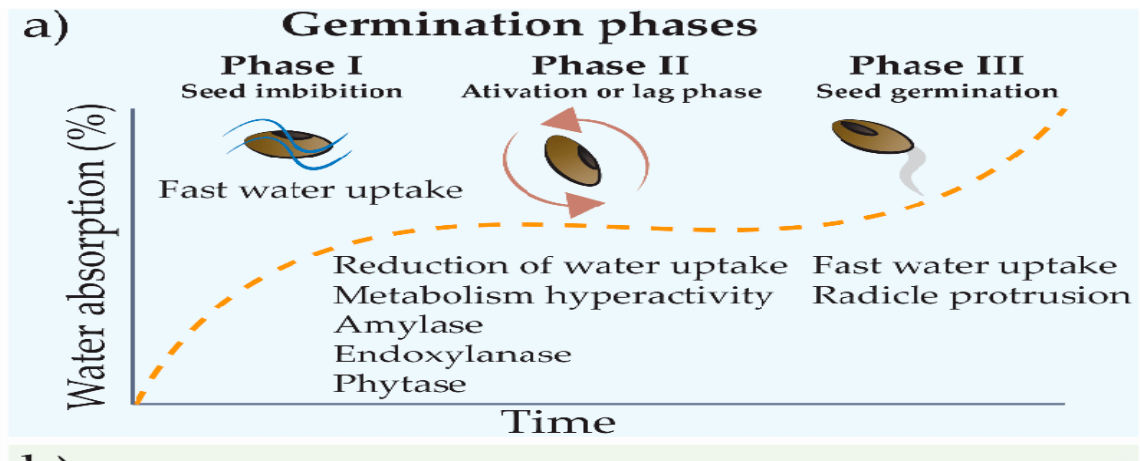 a)
Germination phases
Phase I
Seed imbibition
Phase II
Ativation or lag phase
Phase III
Seed germination
Water absorption (%)
Fast water uptake
Reduction of water uptake
Metabolism hyperactivity
Amylase
Endoxylanase
Phytase
Fast water uptake
Radicle protrusion
Time